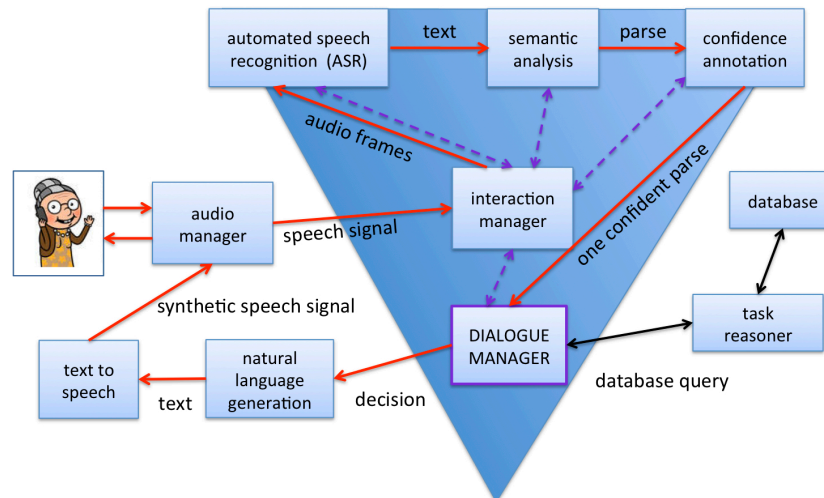 automated speech
recognition (ASR)
text
semantic
analysis
parse
confidence
annotation
audio frames
interaction
manager
one confident parse
database
audio
manager
speech signal
synthetic speech signal
task
reasoner
DIALOGUE
MANAGER
database query
text to
speech
text
natural
language
generation
decision